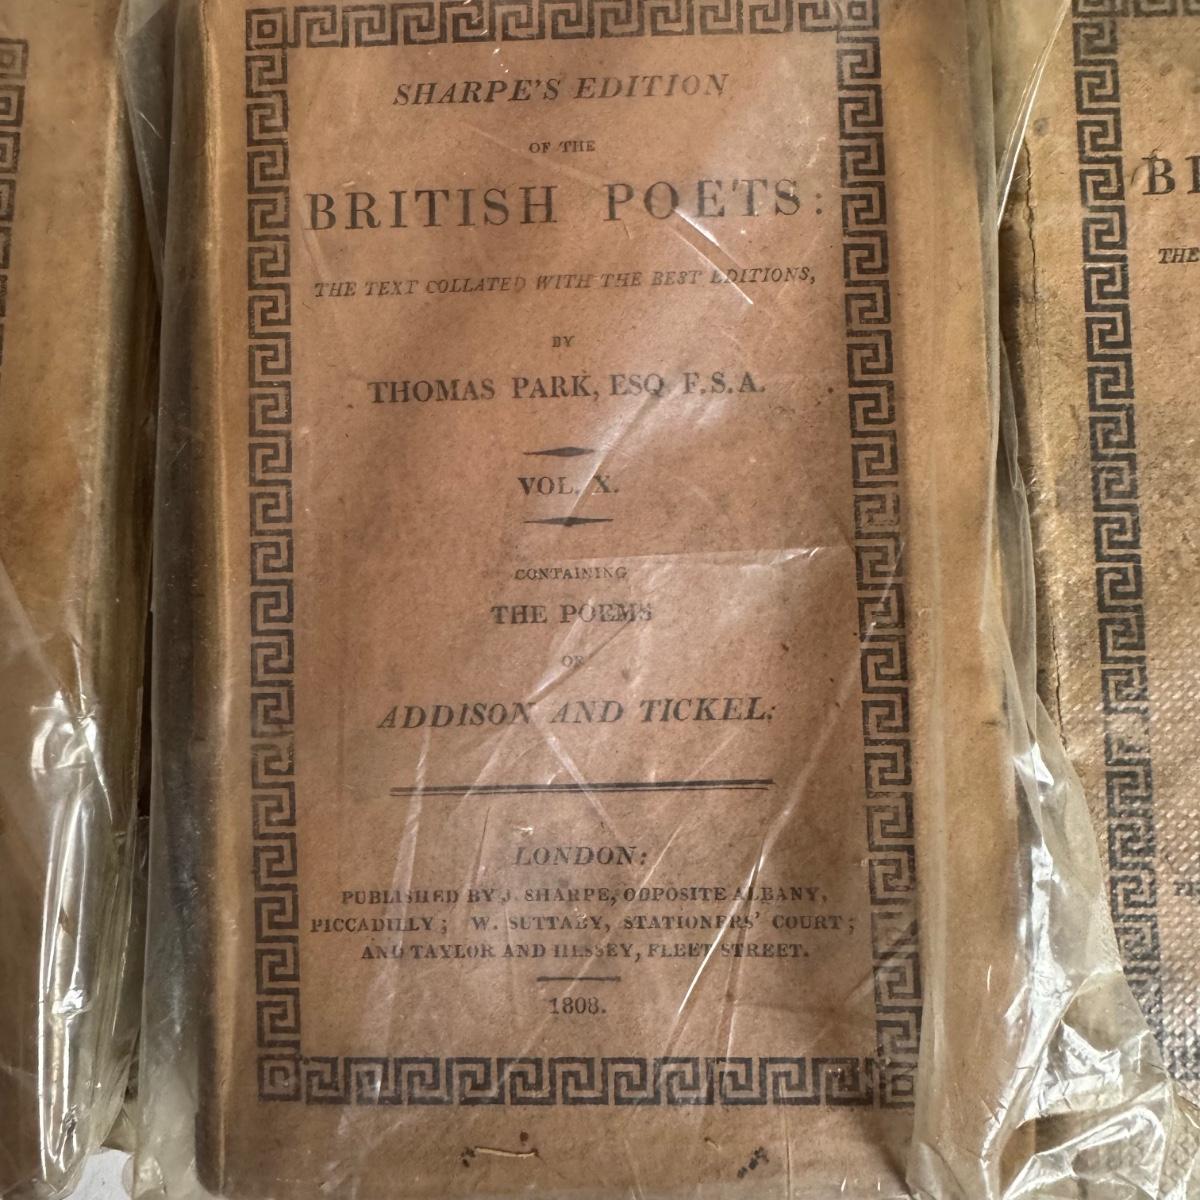 SHARPE'S EDITION
OF THE
BRITISH POETS:
THE TEXT COLLATED WITH THE BEST EDITIONS,
BY
THOMAS PARK, ESQ. F.S.A.
VOL. X.
CONTAINING
THE POEMS
OF
ADDISON AND TICKEL:
LONDON:
PUBLISHED BY J. SHARPE, OPPOSITE ALBANY,
PICCADILLY; W. SUTTABY, STATIONERS' COURT;
AND TAYLOR AND HESSEY, FLEET STREET.
1808.
THE